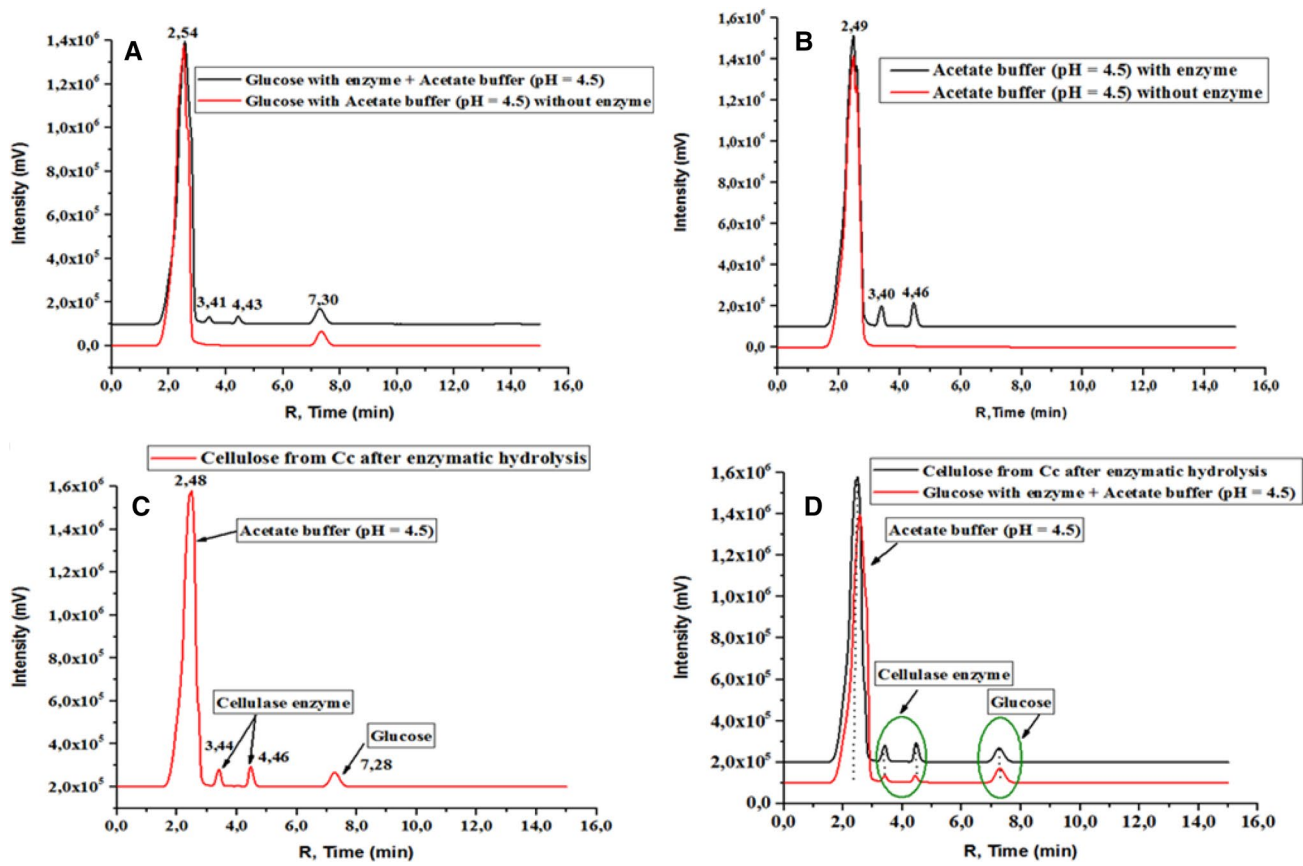 A
2,54
Glucose with enzyme + Acetate buffer (pH = 4.5)
Glucose with Acetate buffer (pH = 4.5) without enzyme
3,41
4,43
7,30
1,4x10⁶
1,2x10⁶
1,0x10⁶
8,0x10⁵
6,0x10⁵
4,0x10⁵
2,0x10⁵
0,0
Intensity (mV)
0,0 2,0 4,0 6,0 8,0 10,0 12,0 14,0 16,0
R, Time (min)
B
2,49
Acetate buffer (pH = 4.5) with enzyme
Acetate buffer (pH = 4.5) without enzyme
3,40
4,46
1,6x10⁶
1,4x10⁶
1,2x10⁶
1,0x10⁶
8,0x10⁵
6,0x10⁵
4,0x10⁵
2,0x10⁵
0,0
Intensity (mV)
0,0 2,0 4,0 6,0 8,0 10,0 12,0 14,0 16,0
R,Time (min)
Cellulose from Cc after enzymatic hydrolysis
C
2,48
Acetate buffer (pH = 4.5)
Cellulase enzyme
3,44
4,46
Glucose
7,28
1,6x10⁶
1,4x10⁶
1,2x10⁶
1,0x10⁶
8,0x10⁵
6,0x10⁵
4,0x10⁵
2,0x10⁵
Intensity (mV)
0,0 2,0 4,0 6,0 8,0 10,0 12,0 14,0 16,0
R, Time (min)
D
Cellulose from Cc after enzymatic hydrolysis
Glucose with enzyme + Acetate buffer (pH = 4.5)
Acetate buffer (pH = 4.5)
Cellulase enzyme
Glucose
1,6x10⁶
1,4x10⁶
1,2x10⁶
1,0x10⁶
8,0x10⁵
6,0x10⁵
4,0x10⁵
2,0x10⁵
0,0
Intensity (mV)
0,0 2,0 4,0 6,0 8,0 10,0 12,0 14,0 16,0
R, Time (min)